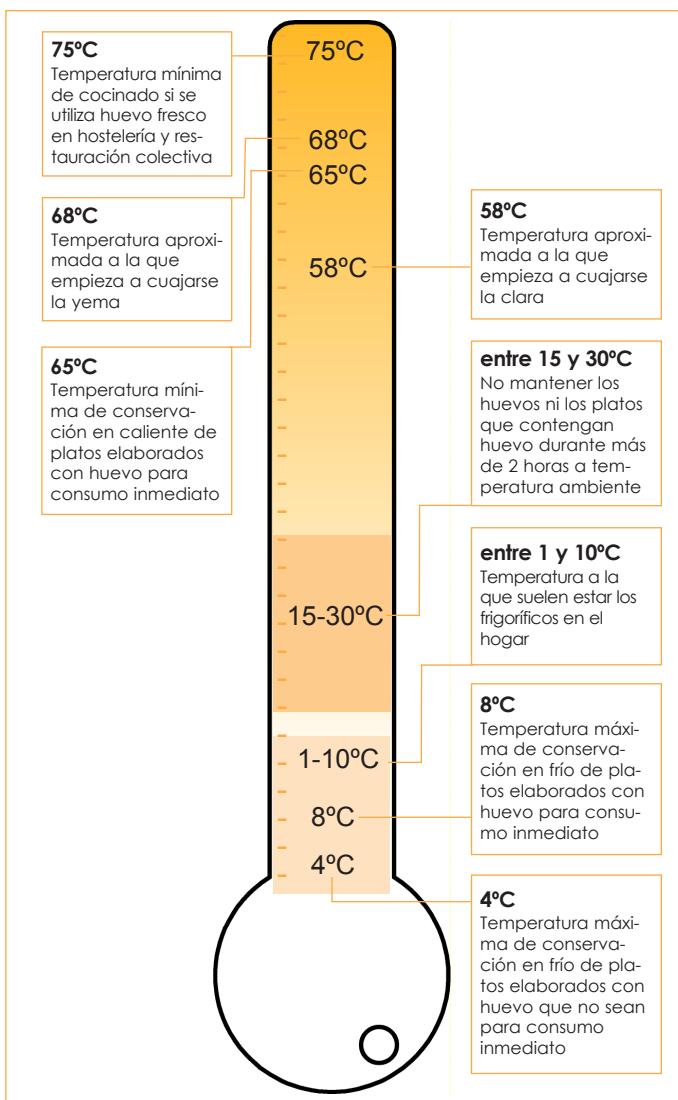 75ºC
Temperatura mínima
de cocinado si se
utiliza huevo fresco
en hostelería y res-
tauración colectiva
68ºC
Temperatura aproxi-
mada a la que
empieza a cuajarse
la yema
65ºC
Temperatura míni-
ma de conserva-
ción en caliente de
platos elaborados
con huevo para
consumo inmediato
75ºC
68ºC
65ºC
58ºC
15-30ºC
1-10ºC
8ºC
4ºC
58ºC
Temperatura aproxi-
mada a la que
empieza a cuajarse
la clara
entre 15 y 30ºC
No mantener los
huevos ni los platos
que contengan
huevo durante más
de 2 horas a tem-
peratura ambiente
entre 1 y 10ºC
Temperatura a la
que suelen estar los
frigoríficos en el
hogar
8ºC
Temperatura máxi-
ma de conserva-
ción en frío de pla-
tos elaborados con
huevo para consu-
mo inmediato
4ºC
Temperatura máxi-
ma de conserva-
ción en frío de pla-
tos elaborados con
huevo que no sean
para consumo
inmediato